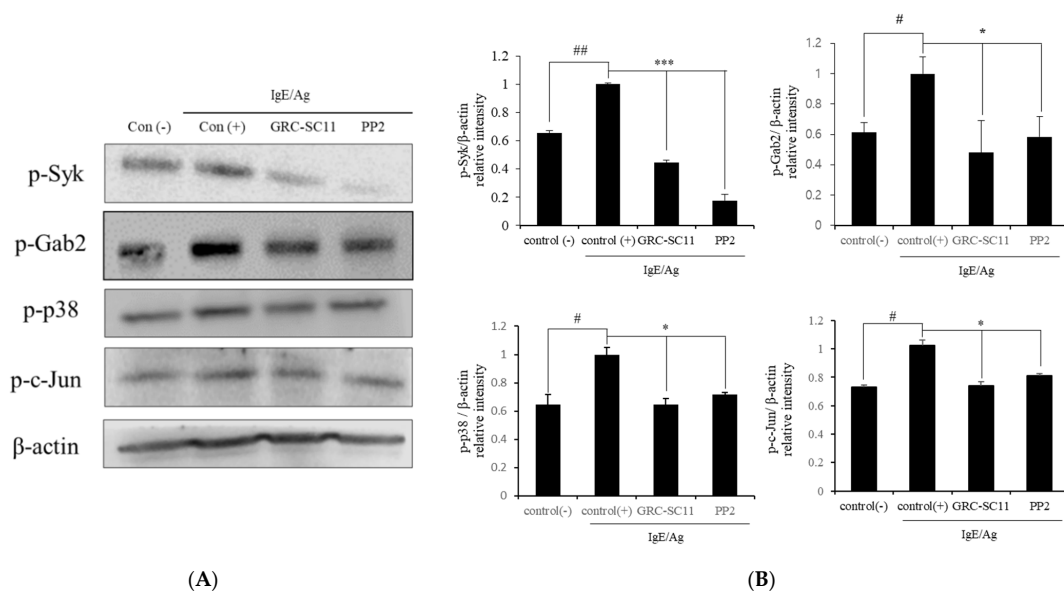 IgE/Ag
Con (-) Con (+) GRC-SC11 PP2
p-Syk
p-Gab2
p-p38
p-c-Jun
β-actin
(A)
p-Syk/β-actin
relative intensity
1.2
1
0.8
0.6
0.4
0.2
0
##
***
control (-) control (+) GRC-SC11 PP2
IgE/Ag
p-Gab2/ β-actin
relative intensity
1.2
1
0.8
0.6
0.4
0.2
0
#
*
control(-) control(+) GRC-SC11 PP2
IgE/Ag
p-p38 / β-actin
relative intensity
1.2
1
0.8
0.6
0.4
0.2
0
#
*
control(-) control(+) GRC-SC11 PP2
IgE/Ag
p-c-Jun/ β-actin
relative intensity
1.2
1
0.8
0.6
0.4
0.2
0
#
*
control(-) control(+) GRC-SC11 PP2
IgE/Ag
(B)